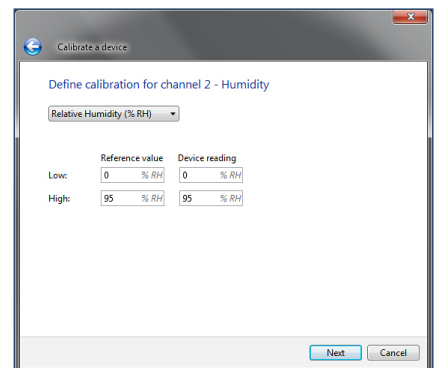 Calibrate a device
Define calibration for channel 2 - Humidity
Relative Humidity (% RH)
Reference value Device reading
Low: 0 % RH 0 % RH
High: 95 % RH 95 % RH
Next Cancel